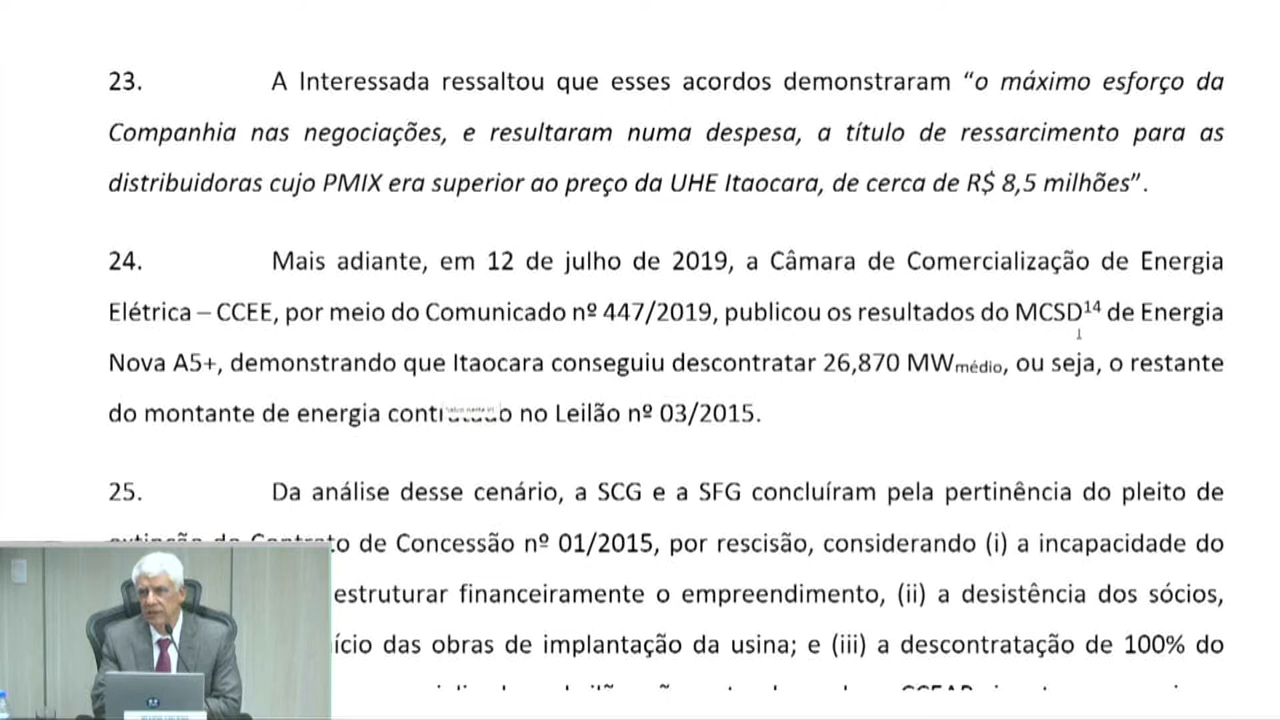 23. A Interessada ressaltou que esses acordos demonstraram “o máximo esforço da
Companhia nas negociações, e resultaram numa despesa, a título de ressarcimento para as
distribuidoras cujo PMIX era superior ao preço da UHE Itaocara, de cerca de R$ 8,5 milhões”.
24. Mais adiante, em 12 de julho de 2019, a Câmara de Comercialização de Energia
Elétrica – CCEE, por meio do Comunicado nº 447/2019, publicou os resultados do MCSD¹⁴ de Energia
Nova A5+, demonstrando que Itaocara conseguiu descontratar 26,870 MWmédio, ou seja, o restante
do montante de energia no Leilão nº 03/2015.
25. Da análise desse cenário, a SCG e a SFG concluíram pela pertinência do pleito de
de Concessão nº 01/2015, por rescisão, considerando (i) a incapacidade do
estruturar financeiramente o empreendimento, (ii) a desistência dos sócios,
das obras de implantação da usina; e (iii) a descontratação de 100% do